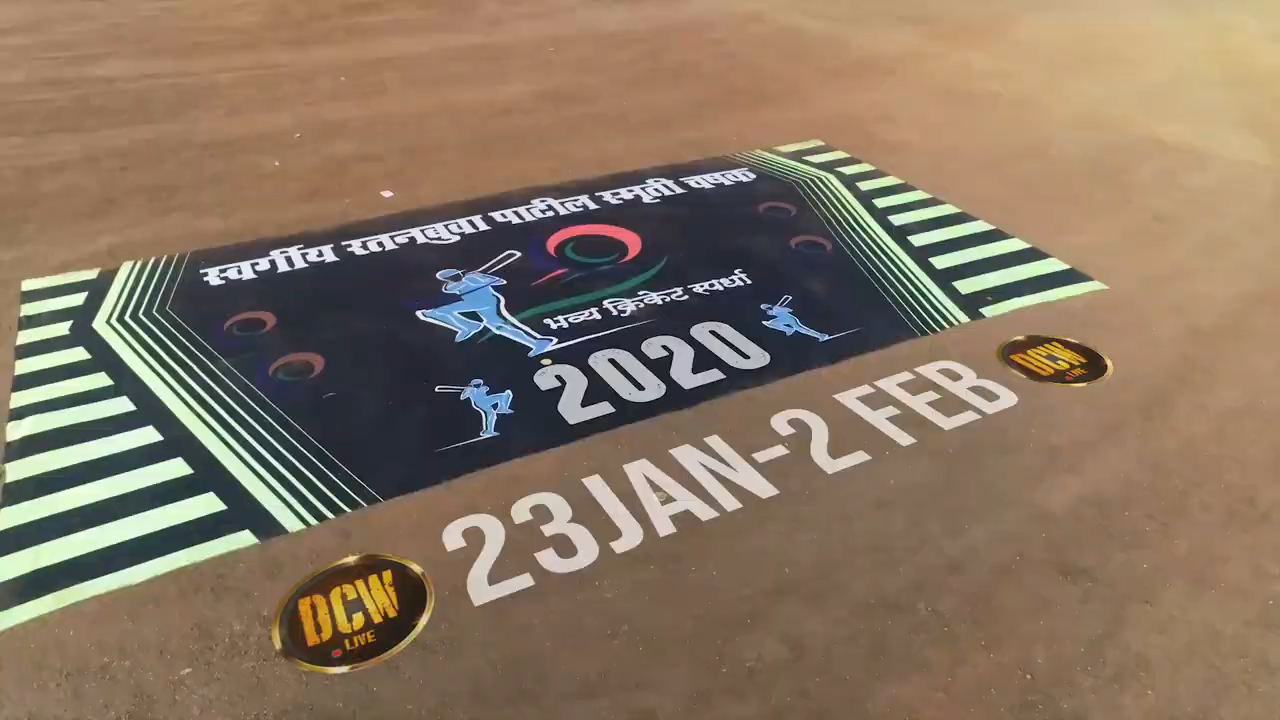 स्वर्गीय रतनबुवा पाटील स्मृती चषक
भव्य क्रिकेट स्पर्धा
2020
23JAN-2 FEB
DCW
LIVE
DCW
LIVE